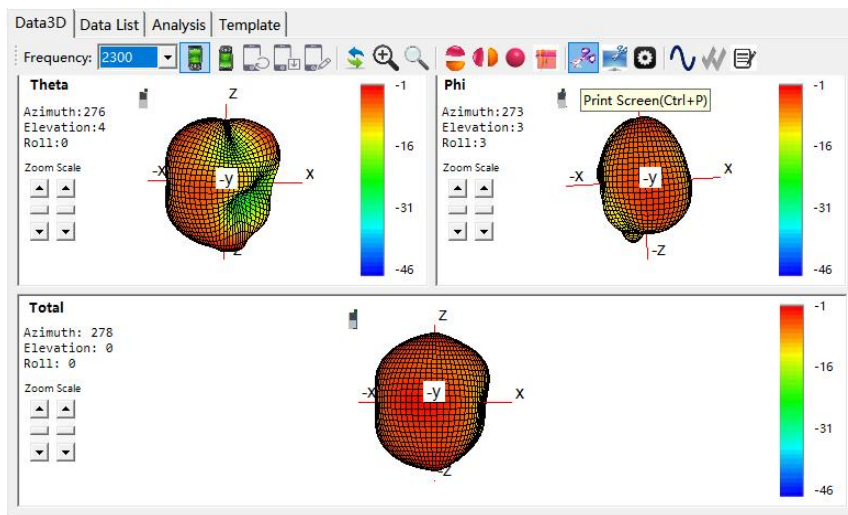 Data3D Data List Analysis Template
Frequency: 2300
Theta
Azimuth:276
Elevation:4
Roll:0
Zoom Scale
Z
-X
-y
X
-Z
-1
-16
-31
-46
Phi
Azimuth:273
Elevation:3
Roll:3
Zoom Scale
Print Screen(Ctrl+P)
-X
-y
X
-Z
-1
-16
-31
-46
Total
Azimuth: 278
Elevation: 0
Roll: 0
Zoom Scale
Z
-X
-y
X
-Z
-1
-16
-31
-46